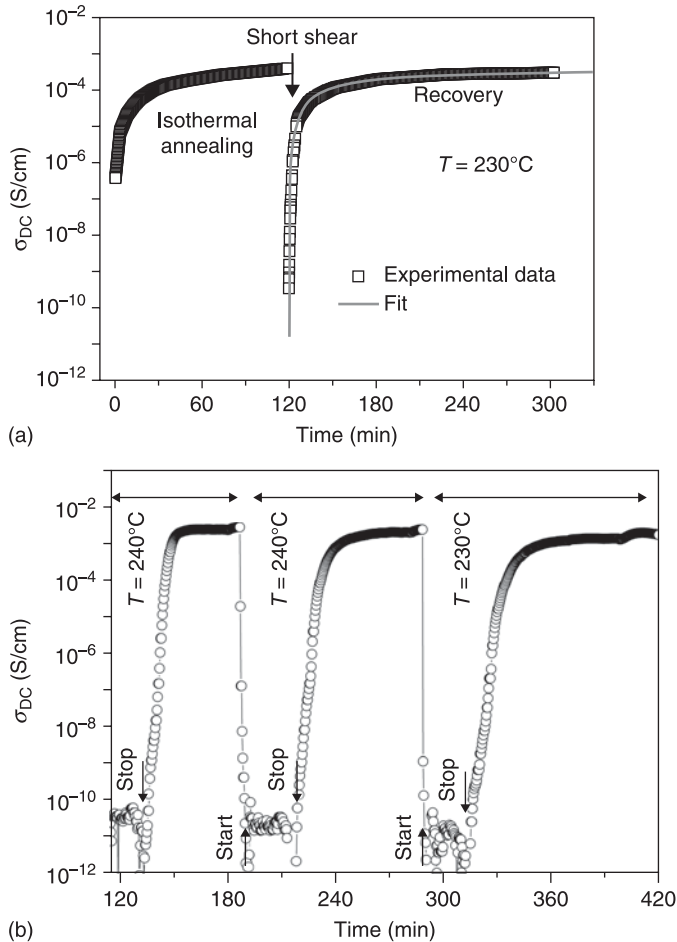 10⁻²
Short shear
10⁻⁴
Recovery
Isothermal
annealing
10⁻⁶
T = 230°C
σDC (S/cm)
10⁻⁸
Experimental data
Fit
10⁻¹⁰
10⁻¹²
0 60 120 180 240 300
(a)
Time (min)
10⁻²
T = 240°C
T = 240°C
T = 230°C
10⁻⁴
10⁻⁶
σDC (S/cm)
10⁻⁸
Stop
Stop
Stop
10⁻¹⁰
Start
Start
10⁻¹²
120 180 240 300 360 420
(b)
Time (min)